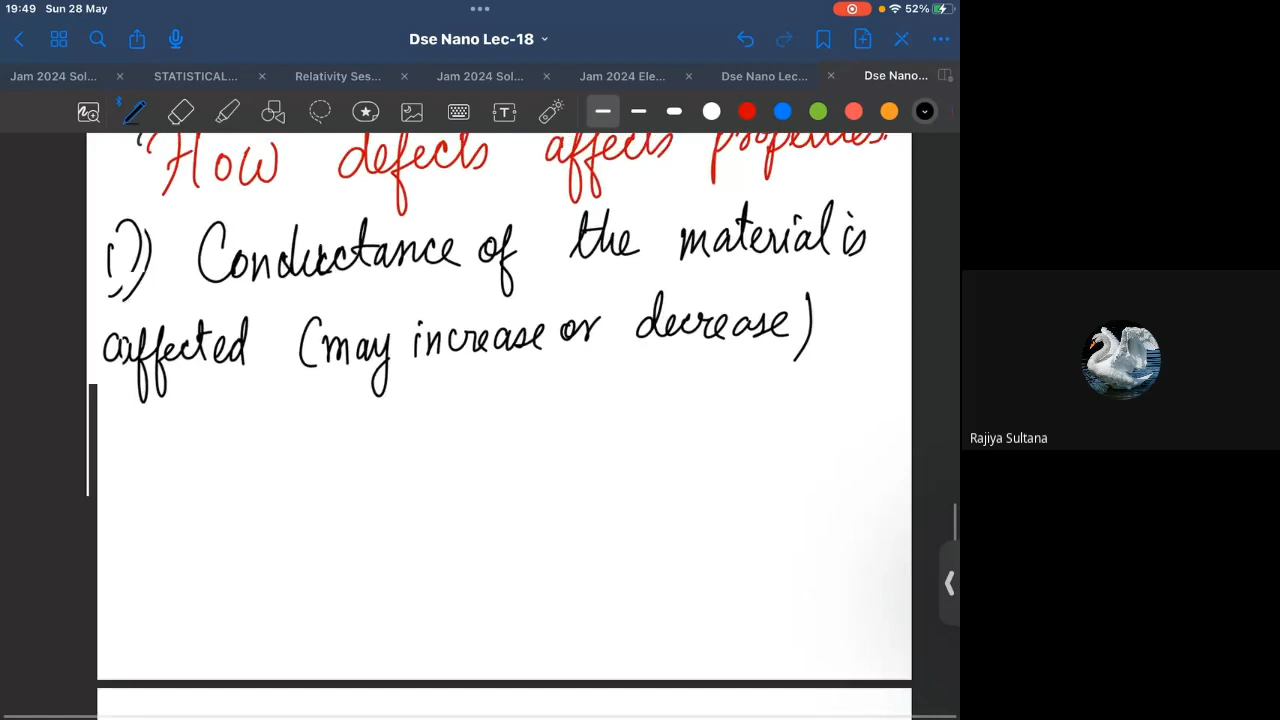 19:49 Sun 28 May
52%
Dse Nano Lec-18
Jam 2024 Sol... STATISTICAL... Relativity Ses... Jam 2024 Sol... Jam 2024 Ele... Dse Nano Lec... Dse Nano...
How defects affects properties.
i) Conductance of the material is
affected (may increase or decrease)
Rajiya Sultana